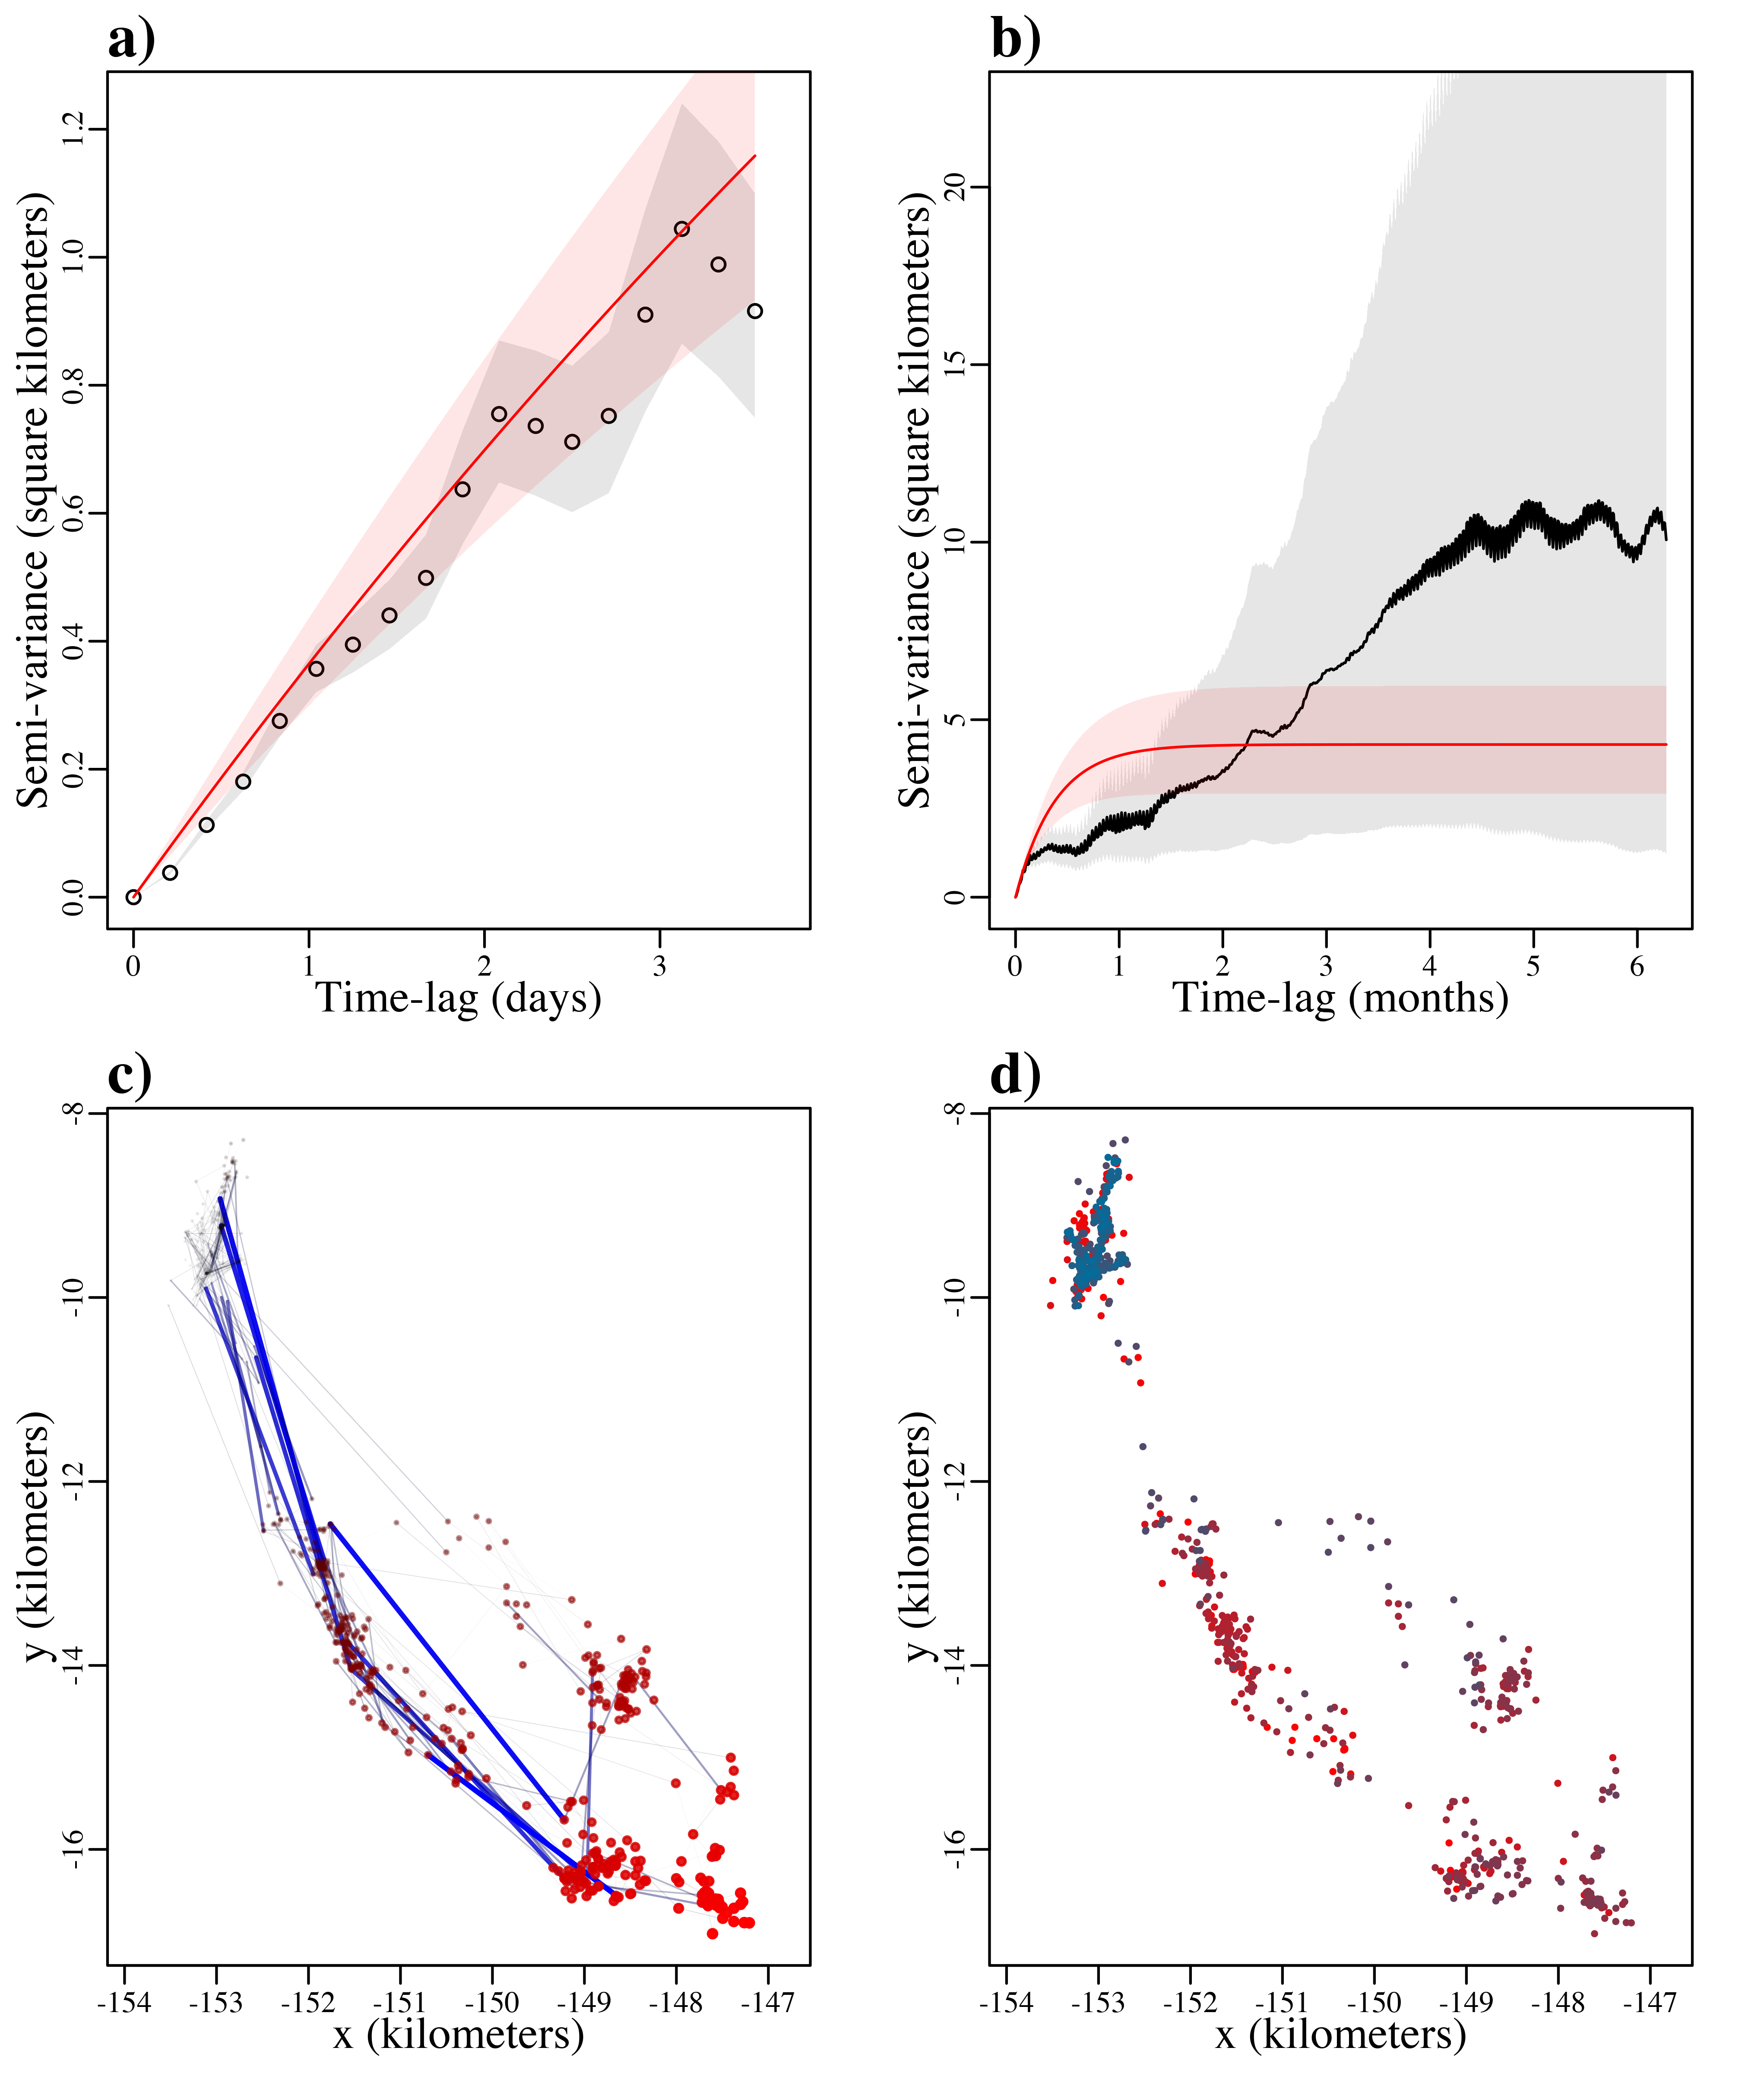 a)
Semi-variance (square kilometers)
1.2
1.0
0.8
0.6
0.4
0.2
0.0
0 1 2 3
Time-lag (days)
b)
Semi-variance (square kilometers)
20
15
10
5
0
0 1 2 3 4 5 6
Time-lag (months)
c)
y (kilometers)
-8
-10
-12
-14
-16
-154 -153 -152 -151 -150 -149 -148 -147
x (kilometers)
d)
y (kilometers)
-8
-10
-12
-14
-16
-154 -153 -152 -151 -150 -149 -148 -147
x (kilometers)